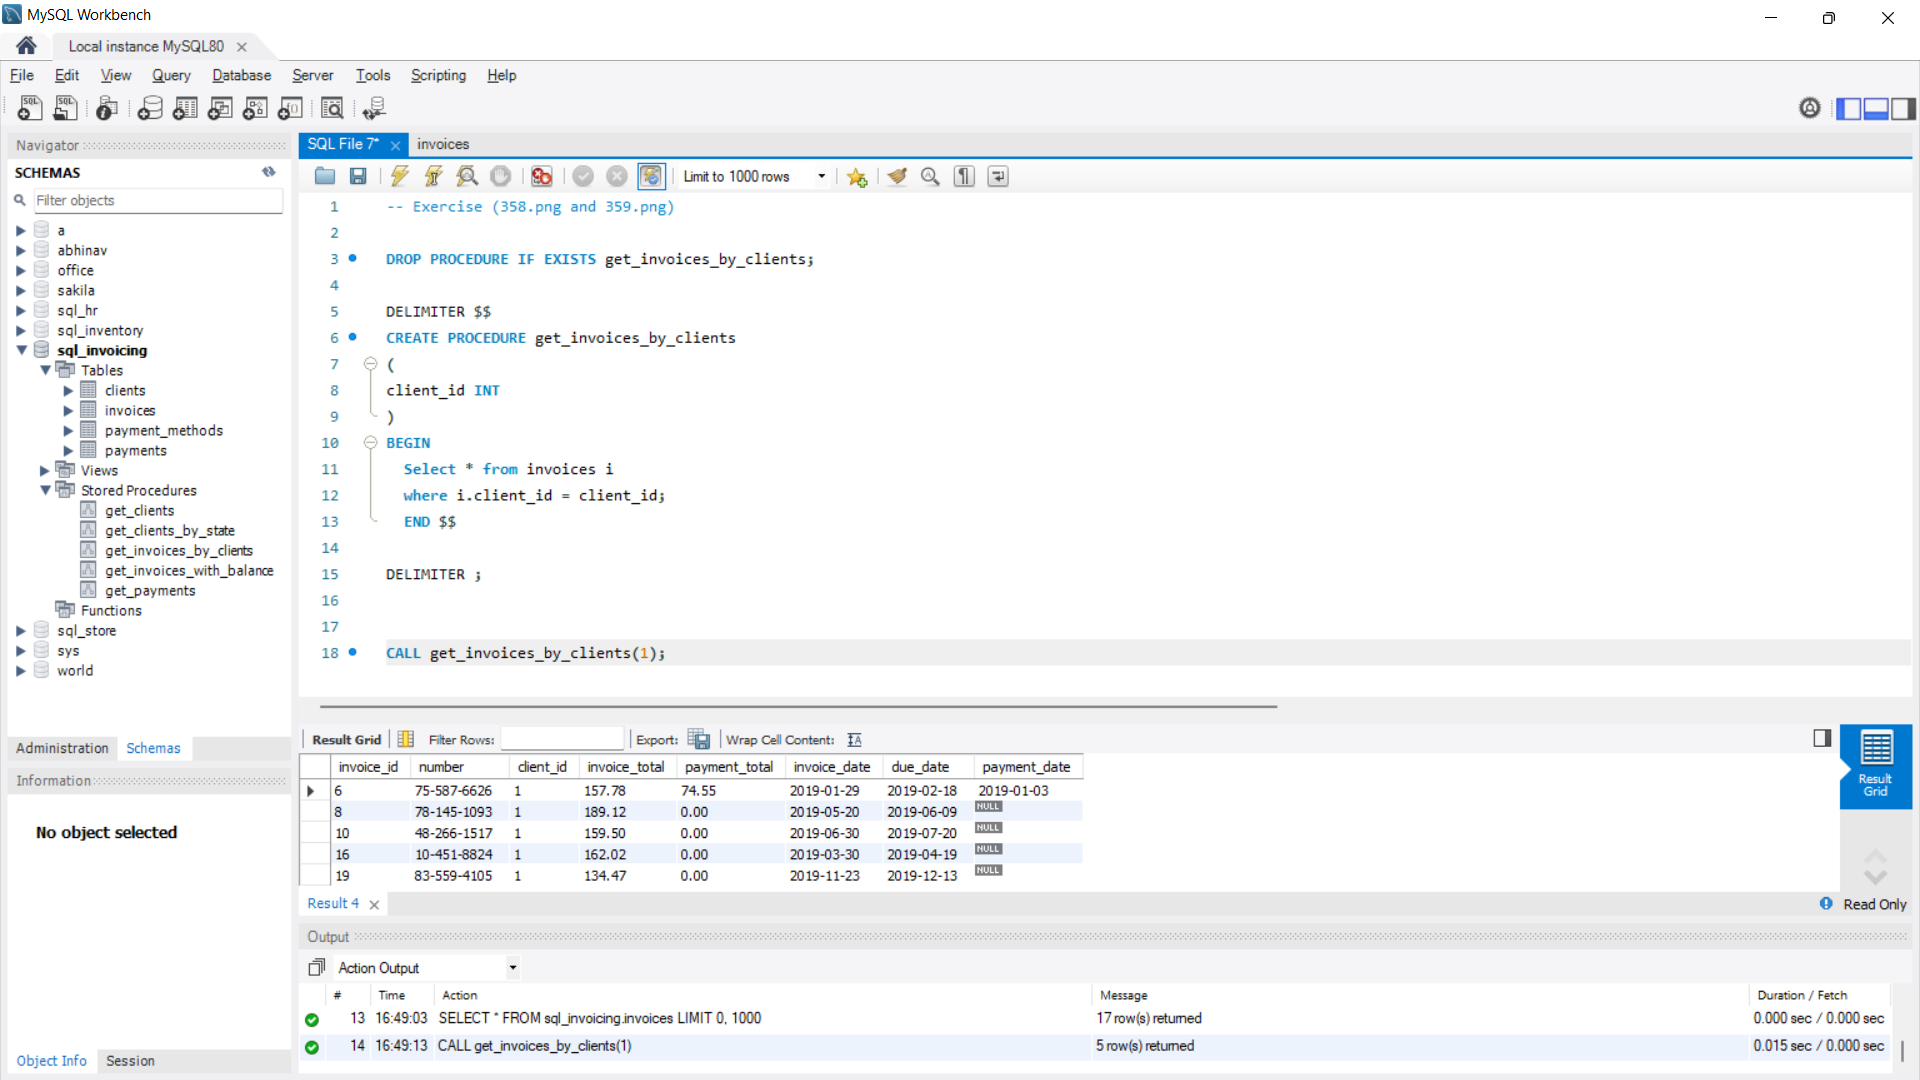 MySQL Workbench
Local instance MySQL80
File Edit View Query Database Server Tools Scripting Help
Navigator
SCHEMAS
Filter objects
a
abhinav
office
sakila
sql_hr
sql_inventory
sql_invoicing
Tables
clients
invoices
payment_methods
payments
Views
Stored Procedures
get_clients
get_clients_by_state
get_invoices_by_clients
get_invoices_with_balance
get_payments
Functions
sql_store
sys
world
Administration Schemas
Information
No object selected
Object Info Session
SQL File 7* invoices
Limit to 1000 rows
1 -- Exercise (358.png and 359.png)
2
3 DROP PROCEDURE IF EXISTS get_invoices_by_clients;
4
5 DELIMITER $$
6 CREATE PROCEDURE get_invoices_by_clients
7 (
8 client_id INT
9 )
10 BEGIN
11 Select * from invoices i
12 where i.client_id = client_id;
13 END $$
14
15 DELIMITER ;
16
17
18 CALL get_invoices_by_clients(1);
Result Grid Filter Rows: Export: Wrap Cell Content:
invoice_id number client_id invoice_total payment_total invoice_date due_date payment_date
6 75-587-6626 1 157.78 74.55 2019-01-29 2019-02-18 2019-01-03
8 78-145-1093 1 189.12 0.00 2019-05-20 2019-06-09 NULL
10 48-266-1517 1 159.50 0.00 2019-06-30 2019-07-20 NULL
16 10-451-8824 1 162.02 0.00 2019-03-30 2019-04-19 NULL
19 83-559-4105 1 134.47 0.00 2019-11-23 2019-12-13 NULL
Result
Grid
Result 4
Read Only
Output
Action Output
# Time Action Message Duration / Fetch
13 16:49:03 SELECT * FROM sql_invoicing.invoices LIMIT 0, 1000 17 row(s) returned 0.000 sec / 0.000 sec
14 16:49:13 CALL get_invoices_by_clients(1) 5 row(s) returned 0.015 sec / 0.000 sec